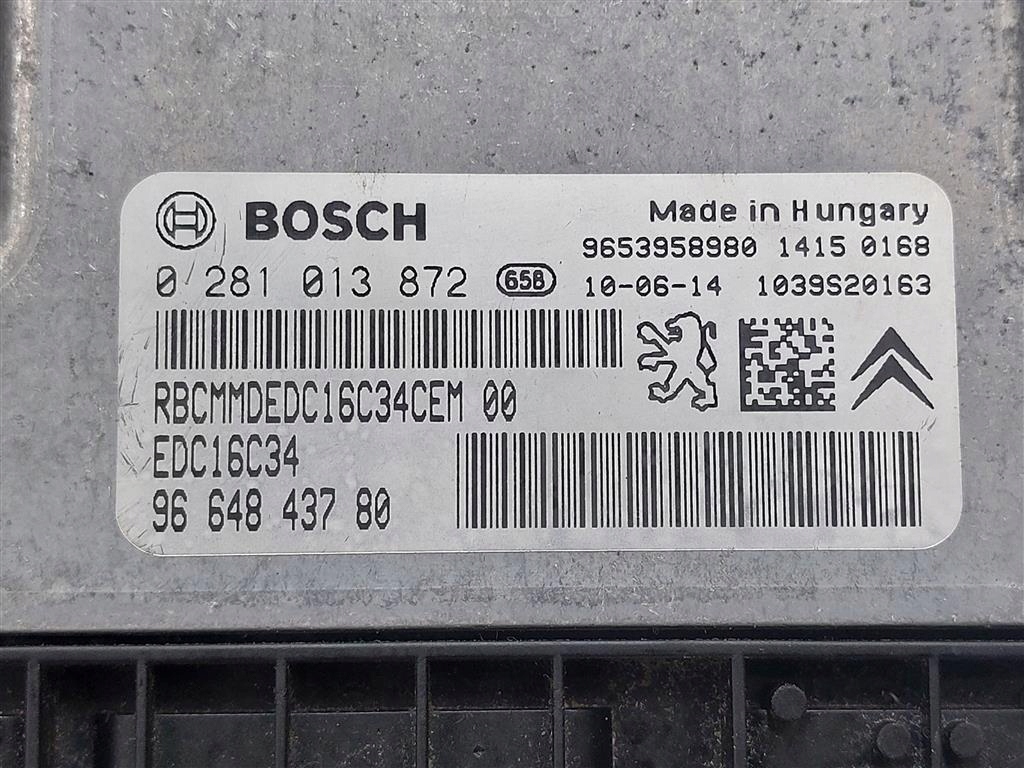 BOSCH
Made in Hungary
9653958980 1415 0168
0 281 013 872 65B
10-06-14 1039S20163
RBCMMDEDC16C34CEM 00
EDC16C34
96 648 437 80